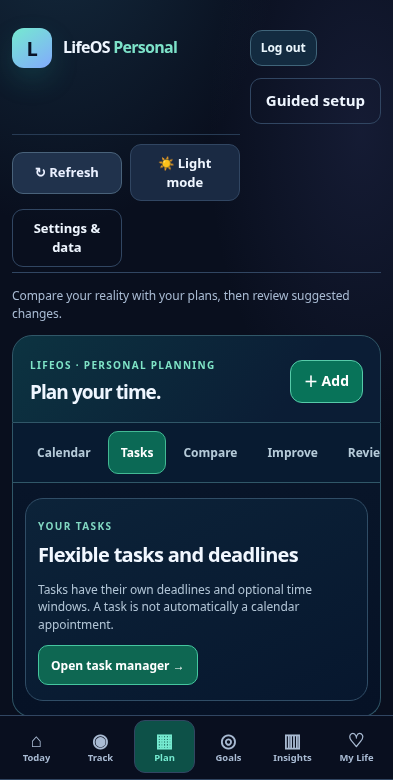 L LifeOS Personal
Log out
Guided setup
↻ Refresh
☀️ Light
mode
Settings &
data
Compare your reality with your plans, then review suggested
changes.
LIFEOS · PERSONAL PLANNING
Plan your time.
+ Add
Calendar Tasks Compare Improve Revie
YOUR TASKS
Flexible tasks and deadlines
Tasks have their own deadlines and optional time
windows. A task is not automatically a calendar
appointment.
Open task manager →
Today Track Plan Goals Insights My Life